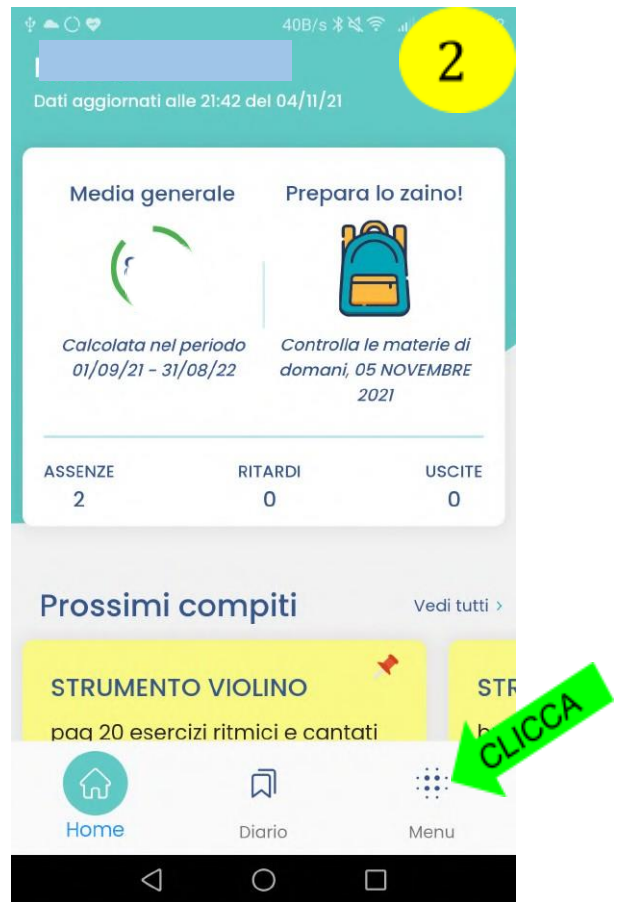 40B/s
2
Dati aggiornati alle 21:42 del 04/11/21
Media generale
Prepara lo zaino!
Calcolata nel periodo
01/09/21 - 31/08/22
Controlla le materie di
domani, 05 NOVEMBRE
2021
ASSENZE
RITARDI
USCITE
2
0
0
Prossimi compiti
Vedi tutti >
STRUMENTO VIOLINO
STR
pag 20 esercizi ritmici e cantati
CLICCA
Home
Diario
Menu